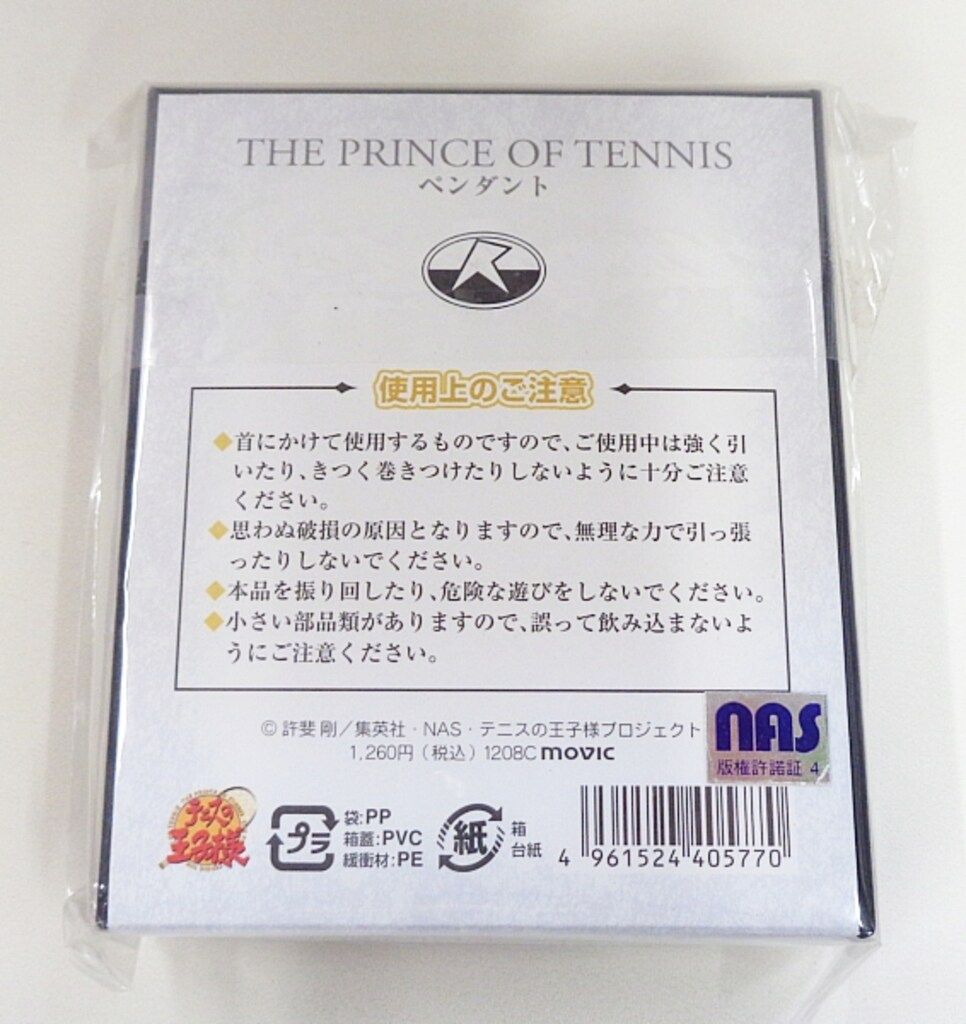 THE PRINCE OF TENNIS
ペンダント
R
使用上のご注意
◆首にかけて使用するものですので、ご使用中は強く引
いたり、きつく巻きつけたりしないように十分ご注意
ください。
◆思わぬ破損の原因となりますので、無理な力で引っ張
ったりしないでください。
◆本品を振り回したり、危険な遊びをしないでください。
◆小さい部品類がありますので、誤って飲み込まないよ
うにご注意ください。
© 許斐 剛／集英社・NAS・テニスの王子様プロジェクト
1,260円（税込）1208C movic
NAS
版権許諾証 4
テニスの
王子様
プラ
袋:PP
箱蓋:PVC
緩衝材:PE
紙
箱
台紙
4 961524 405770